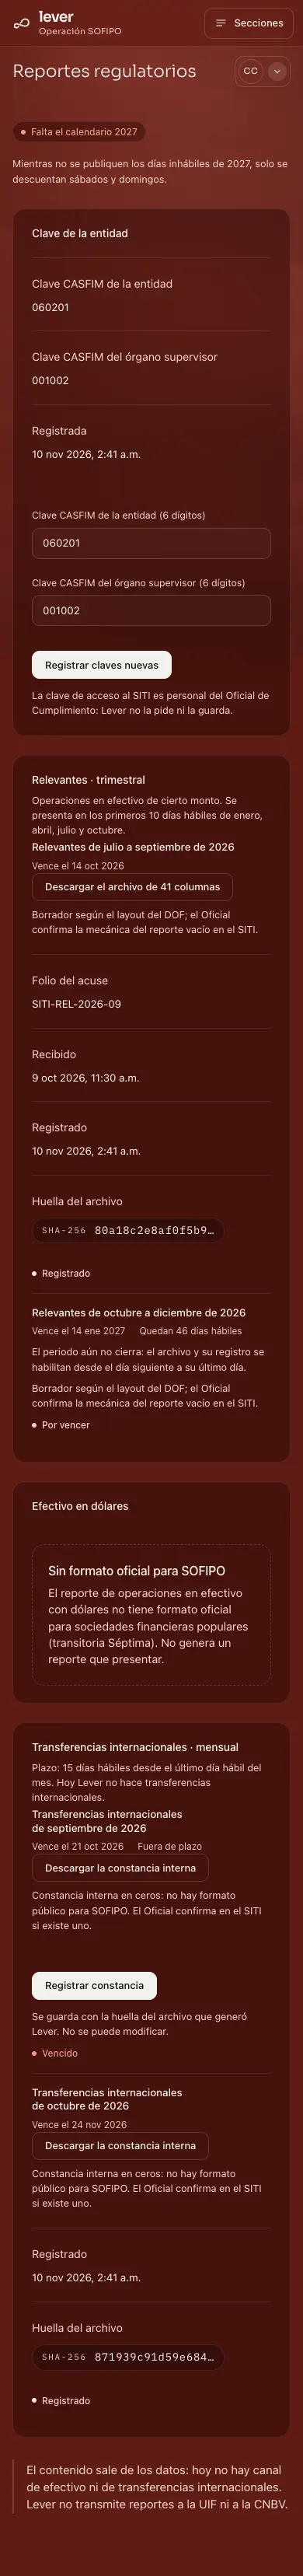 lever
Operación SOFIPO
Secciones
Reportes regulatorios
CC
Falta el calendario 2027
Mientras no se publiquen los días inhábiles de 2027, solo se
descuentan sábados y domingos.
Clave de la entidad
Clave CASFIM de la entidad
060201
Clave CASFIM del órgano supervisor
001002
Registrada
10 nov 2026, 2:41 a.m.
Clave CASFIM de la entidad (6 dígitos)
060201
Clave CASFIM del órgano supervisor (6 dígitos)
001002
Registrar claves nuevas
La clave de acceso al SITI es personal del Oficial de
Cumplimiento: Lever no la pide ni la guarda.
Relevantes · trimestral
Operaciones en efectivo de cierto monto. Se
presenta en los primeros 10 días hábiles de enero,
abril, julio y octubre.
Relevantes de julio a septiembre de 2026
Vence el 14 oct 2026
Descargar el archivo de 41 columnas
Borrador según el layout del DOF; el Oficial
confirma la mecánica del reporte vacío en el SITI.
Folio del acuse
SITI-REL-2026-09
Recibido
9 oct 2026, 11:30 a.m.
Registrado
10 nov 2026, 2:41 a.m.
Huella del archivo
SHA-256 80a18c2e8af0f5b9…
Registrado
Relevantes de octubre a diciembre de 2026
Vence el 14 ene 2027 Quedan 46 días hábiles
El periodo aún no cierra: el archivo y su registro se
habilitan desde el día siguiente a su último día.
Borrador según el layout del DOF; el Oficial
confirma la mecánica del reporte vacío en el SITI.
Por vencer
Efectivo en dólares
Sin formato oficial para SOFIPO
El reporte de operaciones en efectivo
con dólares no tiene formato oficial
para sociedades financieras populares
(transitoria Séptima). No genera un
reporte que presentar.
Transferencias internacionales · mensual
Plazo: 15 días hábiles desde el último día hábil del
mes. Hoy Lever no hace transferencias
internacionales.
Transferencias internacionales
de septiembre de 2026
Vence el 21 oct 2026 Fuera de plazo
Descargar la constancia interna
Constancia interna en ceros: no hay formato
público para SOFIPO. El Oficial confirma en el SITI
si existe uno.
Registrar constancia
Se guarda con la huella del archivo que generó
Lever. No se puede modificar.
Vencido
Transferencias internacionales
de octubre de 2026
Vence el 24 nov 2026
Descargar la constancia interna
Constancia interna en ceros: no hay formato
público para SOFIPO. El Oficial confirma en el SITI
si existe uno.
Registrado
10 nov 2026, 2:41 a.m.
Huella del archivo
SHA-256 871939c91d59e684…
Registrado
El contenido sale de los datos: hoy no hay canal
de efectivo ni de transferencias internacionales.
Lever no transmite reportes a la UIF ni a la CNBV.